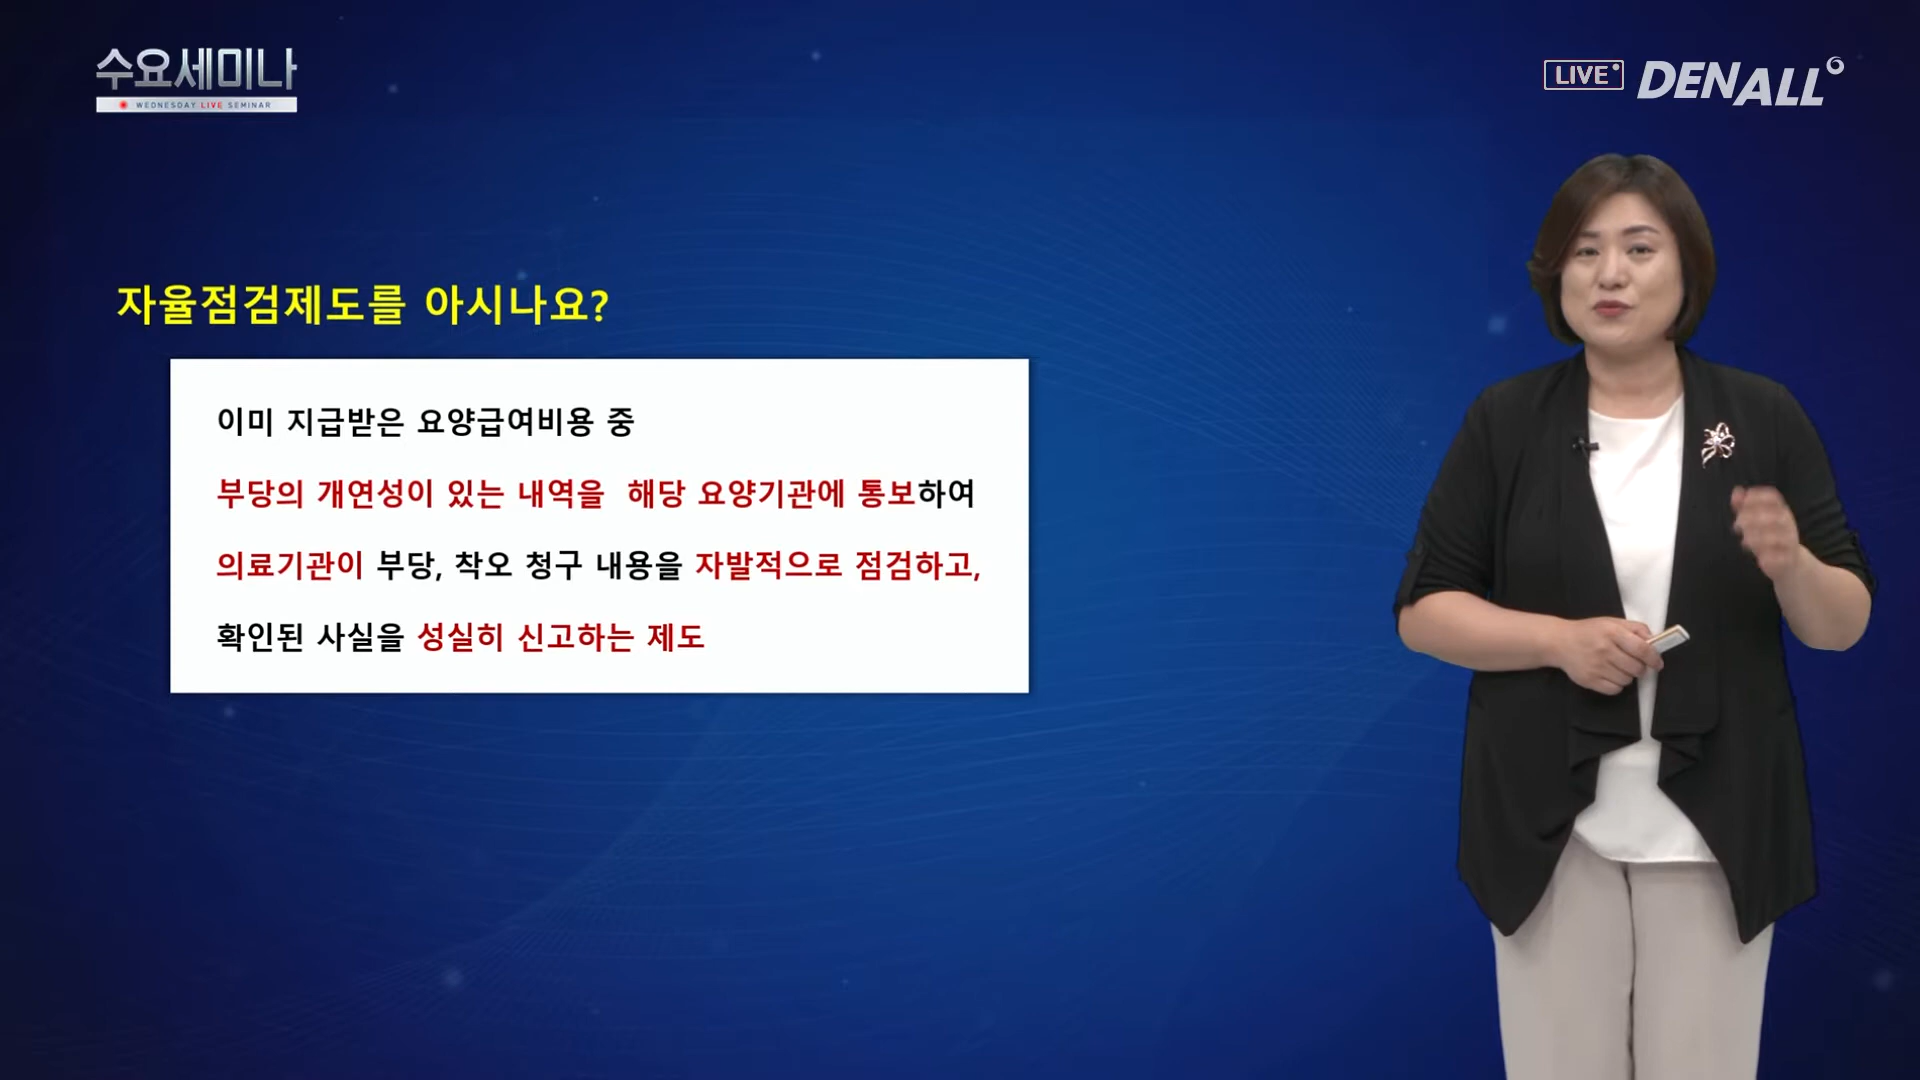 수요세미나
WEDNESDAY LIVE SEMINAR
LIVE
DENALL
자율점검제도를 아시나요?
이미 지급받은 요양급여비용 중
부당의 개연성이 있는 내역을 해당 요양기관에 통보하여
의료기관이 부당, 착오 청구 내용을 자발적으로 점검하고,
확인된 사실을 성실히 신고하는 제도